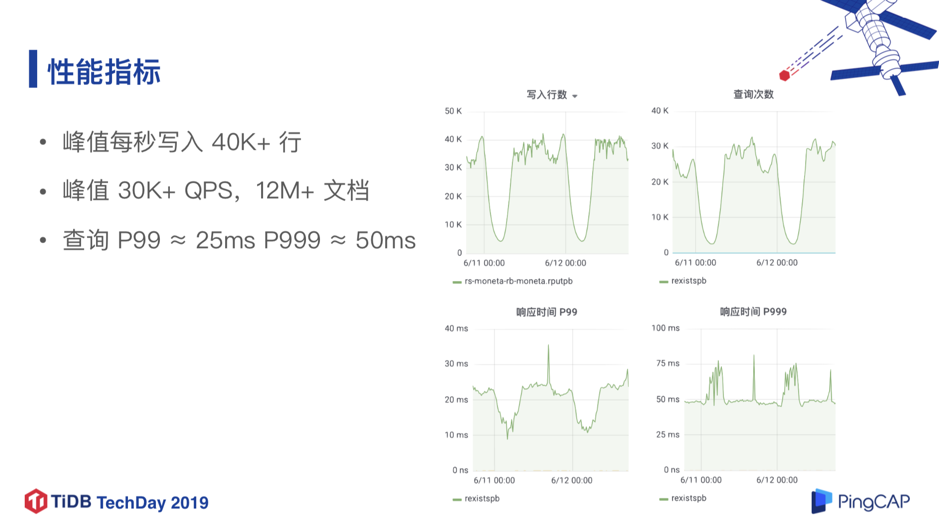 性能指标
• 峰值每秒写入 40K+ 行
• 峰值 30K+ QPS，12M+ 文档
• 查询 P99 ≈ 25ms P999 ≈ 50ms
写入行数
50 K
40 K
30 K
20 K
10 K
0
6/11 00:00 6/12 00:00
rs-moneta-rb-moneta.rputpb
查询次数
40 K
30 K
20 K
10 K
0
6/11 00:00 6/12 00:00
rexistspb
响应时间 P99
40 ms
30 ms
20 ms
10 ms
0 ns
6/11 00:00 6/12 00:00
rexistspb
响应时间 P999
100 ms
75 ms
50 ms
25 ms
0 ns
6/11 00:00 6/12 00:00
rexistspb
TiDB TechDay 2019
PingCAP